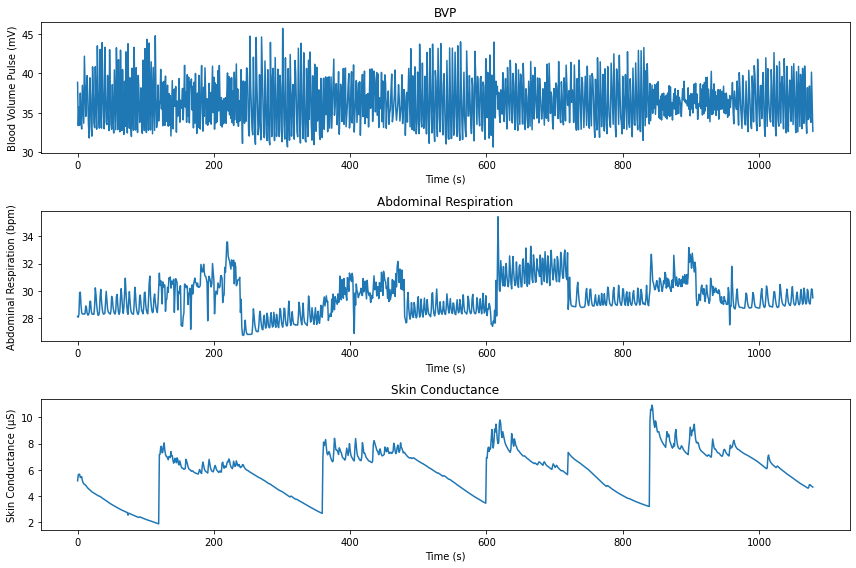 BVP
Blood Volume Pulse (mV)
45
40
35
30
0 200 400 600 800 1000
Time (s)
Abdominal Respiration
Abdominal Respiration (bpm)
34
32
30
28
0 200 400 600 800 1000
Time (s)
Skin Conductance
Skin Conductance (μS)
10
8
6
4
2
0 200 400 600 800 1000
Time (s)